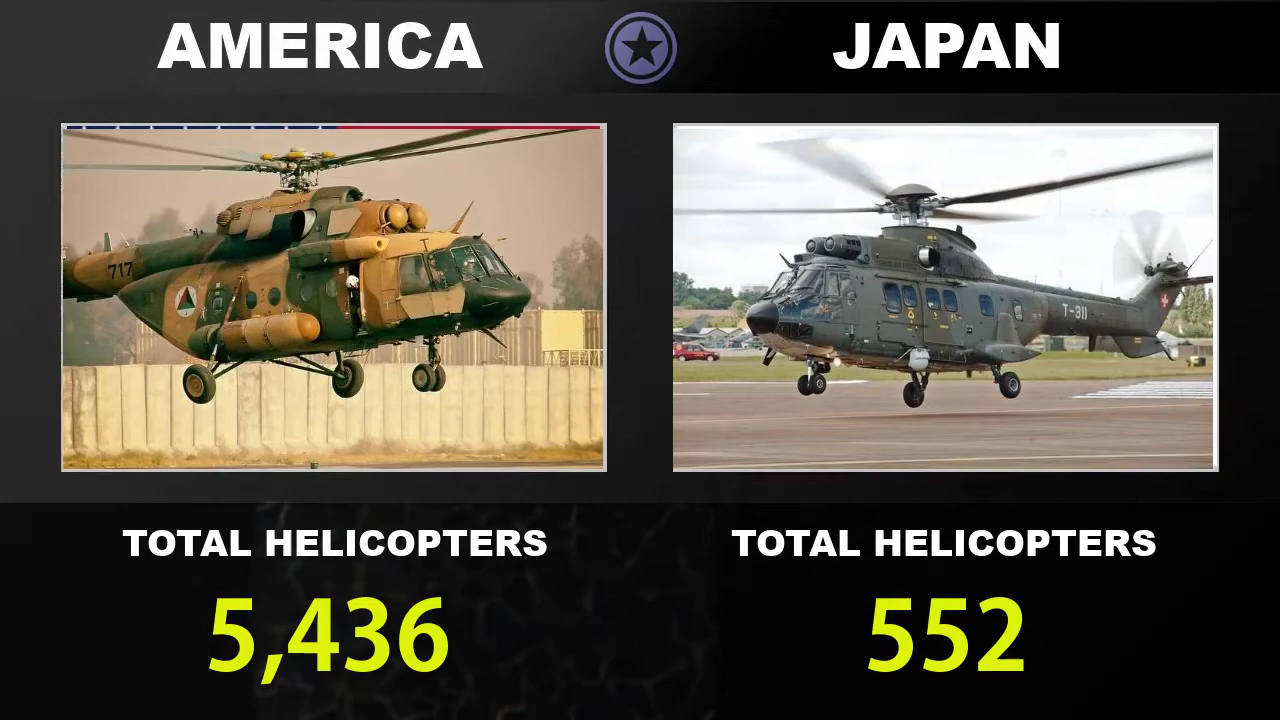 AMERICA
JAPAN
717
T-311
TOTAL HELICOPTERS
TOTAL HELICOPTERS
5,436
552